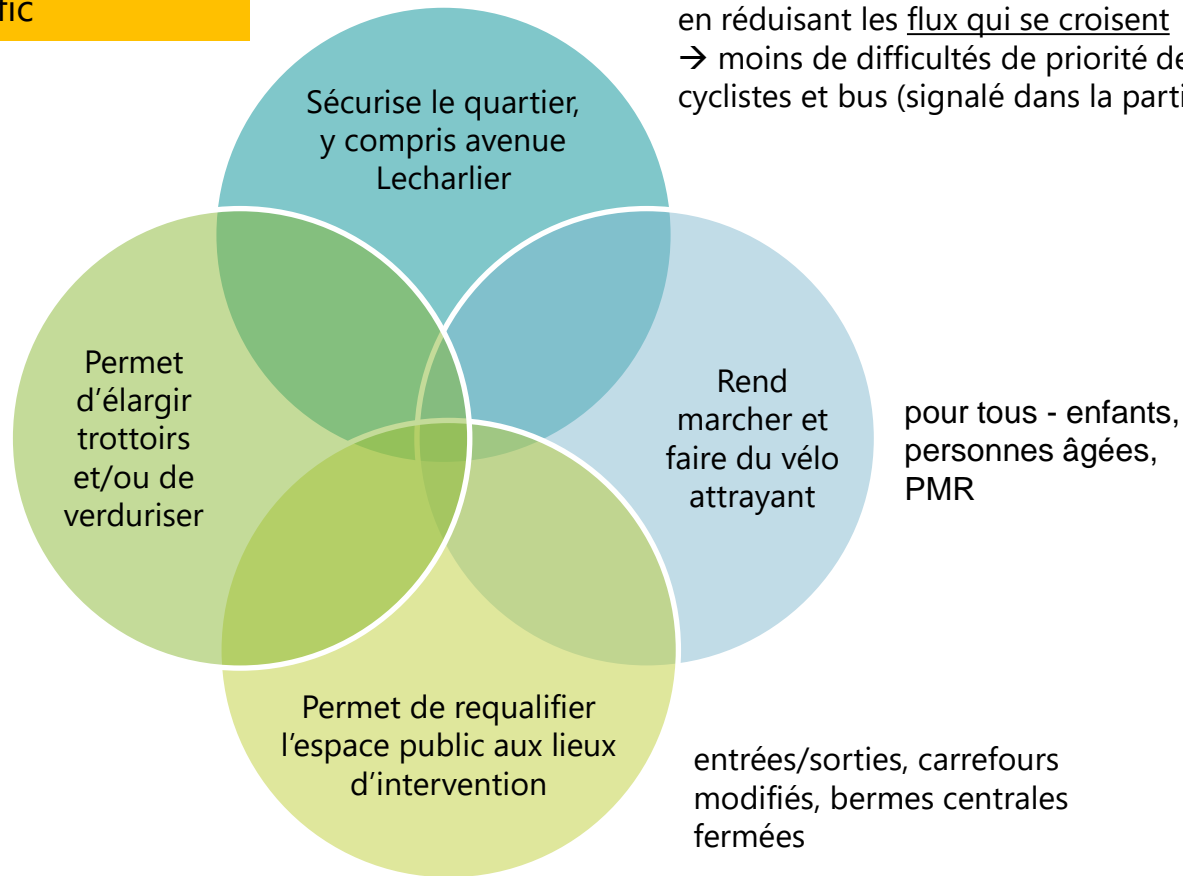 en réduisant les flux qui se croisent
→ moins de difficultés de priorité
cyclistes et bus (signalé dans la
Sécurise le quartier,
y compris avenue
Lecharlier
Permet
d’élargir
trottoirs
et/ou de
verduriser
Rend
marcher et
faire du vélo
attrayant
pour tous - enfants,
personnes âgées,
PMR
Permet de requalifier
l’espace public aux lieux
d’intervention
entrées/sorties, carrefours
modifiés, bermes centrales
fermées